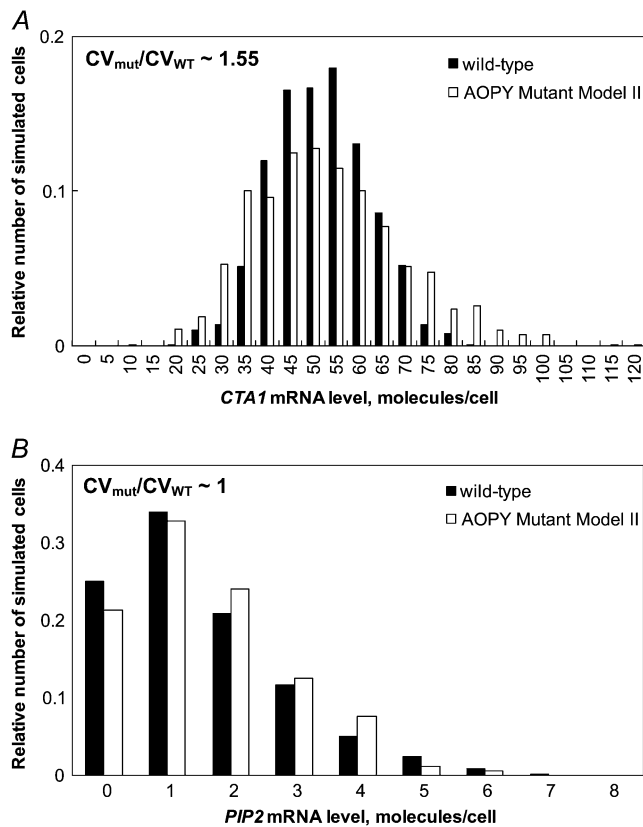 A
CVmut/CVWT ~ 1.55
wild-type
AOPY Mutant Model II
Relative number of simulated cells
0.2
0.1
0
0 5 10 20 25 30 35 40 45 50 55 60 65 70 75 80 85 90 95 100 115 120
CTA1 mRNA level, molecules/cell
B
CVmut/CVWT ~ 1
wild-type
AOPY Mutant Model II
Relative number of simulated cells
0.4
0.3
0.2
0.1
0
0 1 2 3 4 5 6 7 8
PIP2 mRNA level, molecules/cell